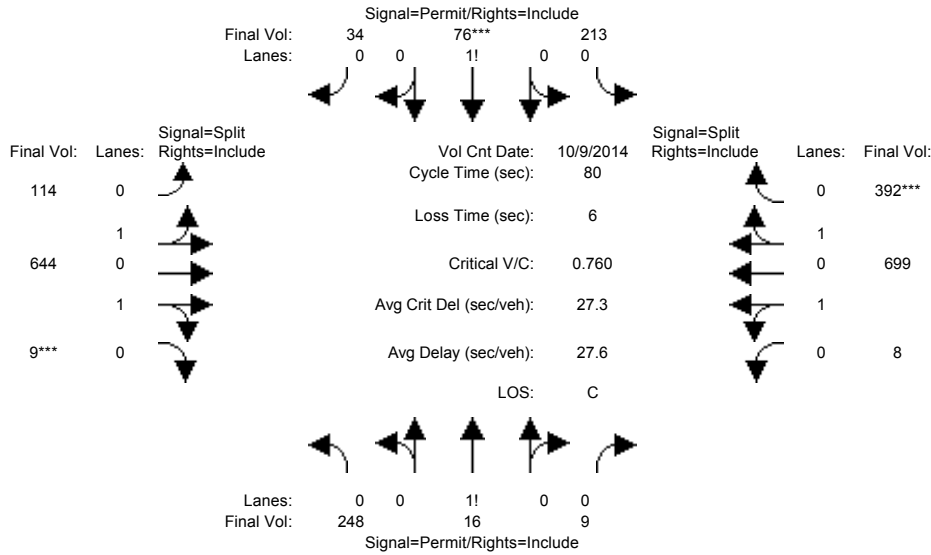 Signal=Permit/Rights=Include
Final Vol: 34 76*** 213
Lanes: 0 0 1! 0 0
Signal=Split Signal=Split
Final Vol: Lanes: Rights=Include Vol Cnt Date: 10/9/2014 Rights=Include Lanes: Final Vol:
Cycle Time (sec): 80
114 0 0 392***
Loss Time (sec): 6
1 1
644 0 Critical V/C: 0.760 0 699
1 Avg Crit Del (sec/veh): 27.3 1
9*** 0 Avg Delay (sec/veh): 27.6 0 8
LOS: C
Lanes: 0 0 1! 0 0
Final Vol: 248 16 9
Signal=Permit/Rights=Include